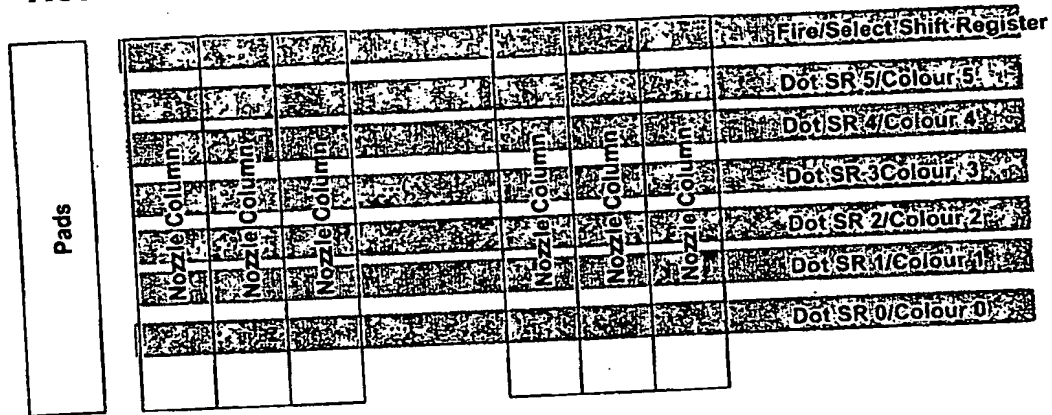 Fire/Select Shift Register
Dot SR 5/Colour 5
Dot SR 4/Colour 4
Dot SR-3Colour 3
Dot SR 2/Colour 2
Dot SR 1/Colour 1
Dot SR 0/Colour 0
Pads
Nozzle Column
Nozzle Column
Nozzle Column
Nozzle Column
Nozzle Column
Nozzle Column